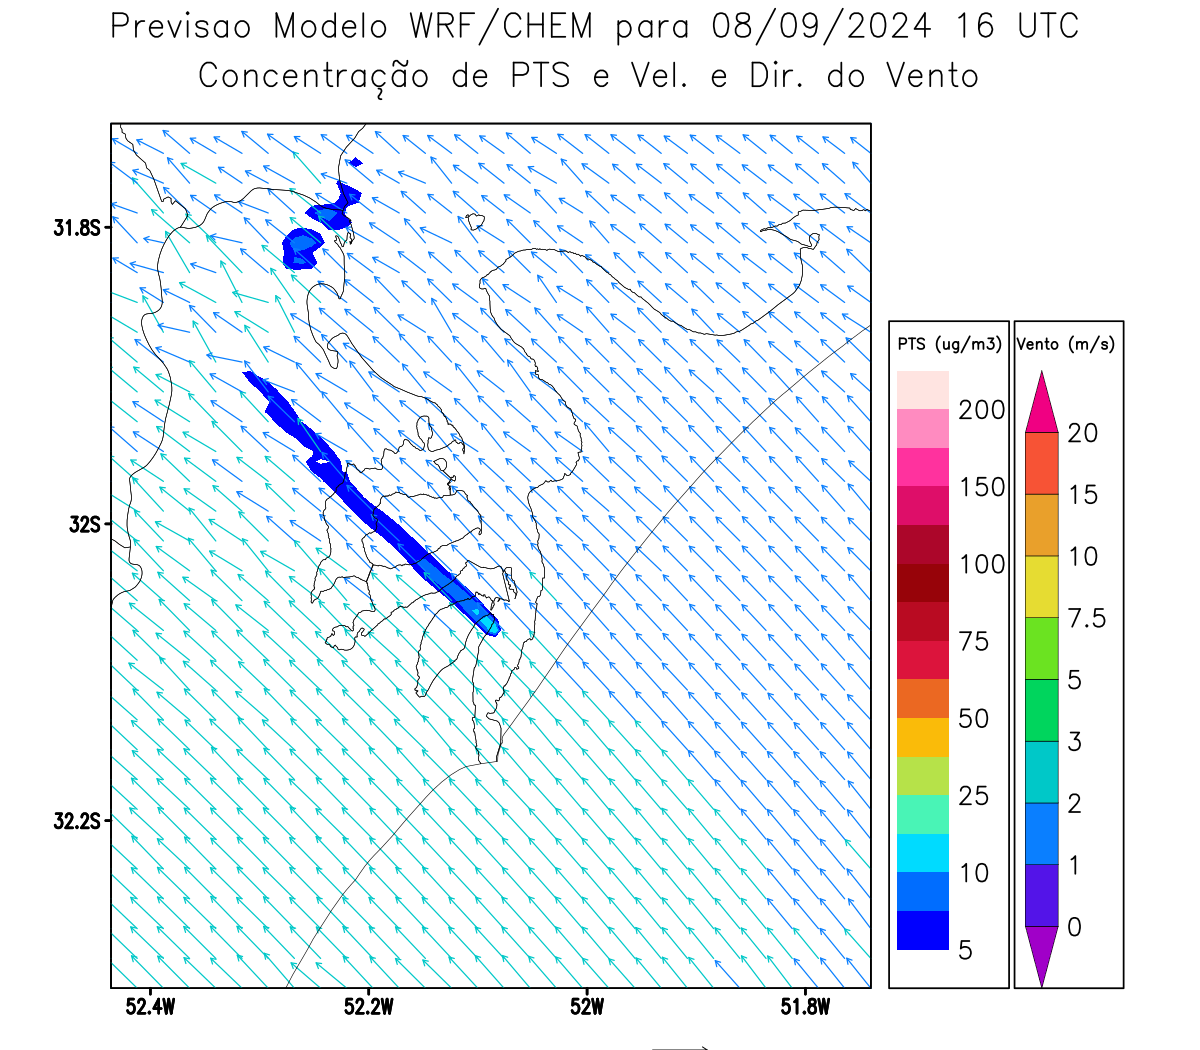 Previsao Modelo WRF/CHEM para 08/09/2024 16 UTC
Concentração de PTS e Vel. e Dir. do Vento
31.8S
32S
32.2S
52.4W 52.2W 52W 51.8W
PTS (ug/m3)
200
150
100
75
50
25
10
5
Vento (m/s)
20
15
10
7.5
5
3
2
1
0